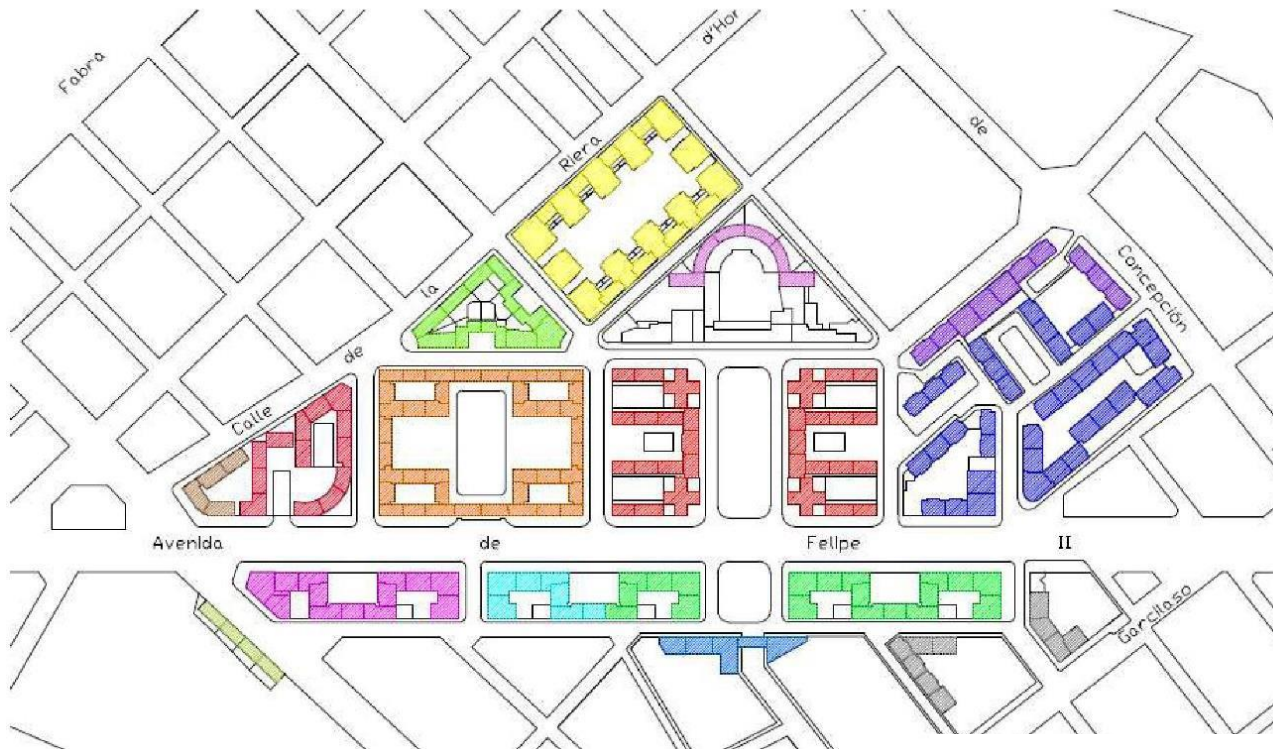 Fabra
Calle de la Riera d'Hor
de Concepción
Avenida de Felipe II
Garcilaso